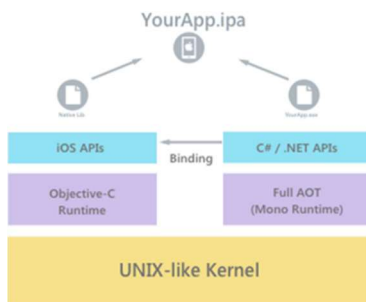 YourApp.ipa
Native Lib
YourApp.exe
iOS APIs
Binding
C# / .NET APIs
Objective-C
Runtime
Full AOT
(Mono Runtime)
UNIX-like Kernel